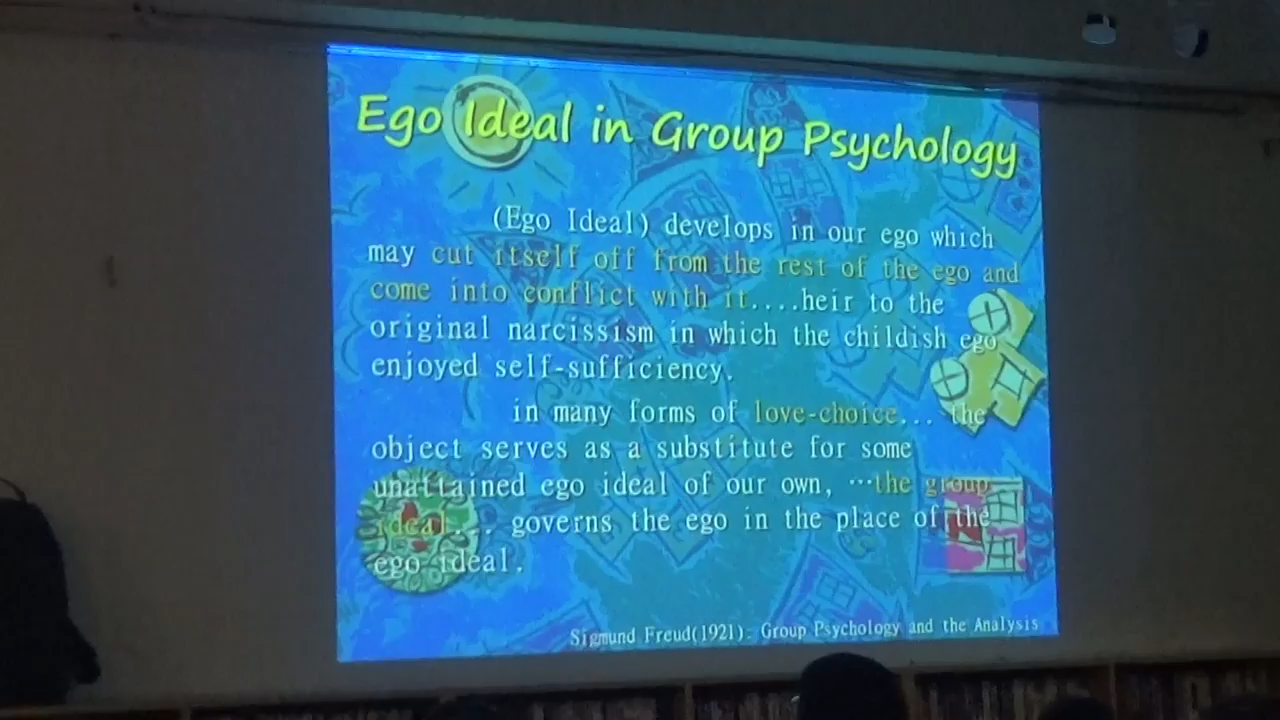 Ego Ideal in Group Psychology
(Ego Ideal) develops in our ego which
may cut itself off from the rest of the ego and
come into conflict with it....heir to the
original narcissism in which the childish ego
enjoyed self-sufficiency.
in many forms of love-choice... the
object serves as a substitute for some
unattained ego ideal of our own, …the group
ideal... governs the ego in the place of the
ego ideal.
Sigmund Freud(1921): Group Psychology and the Analysis